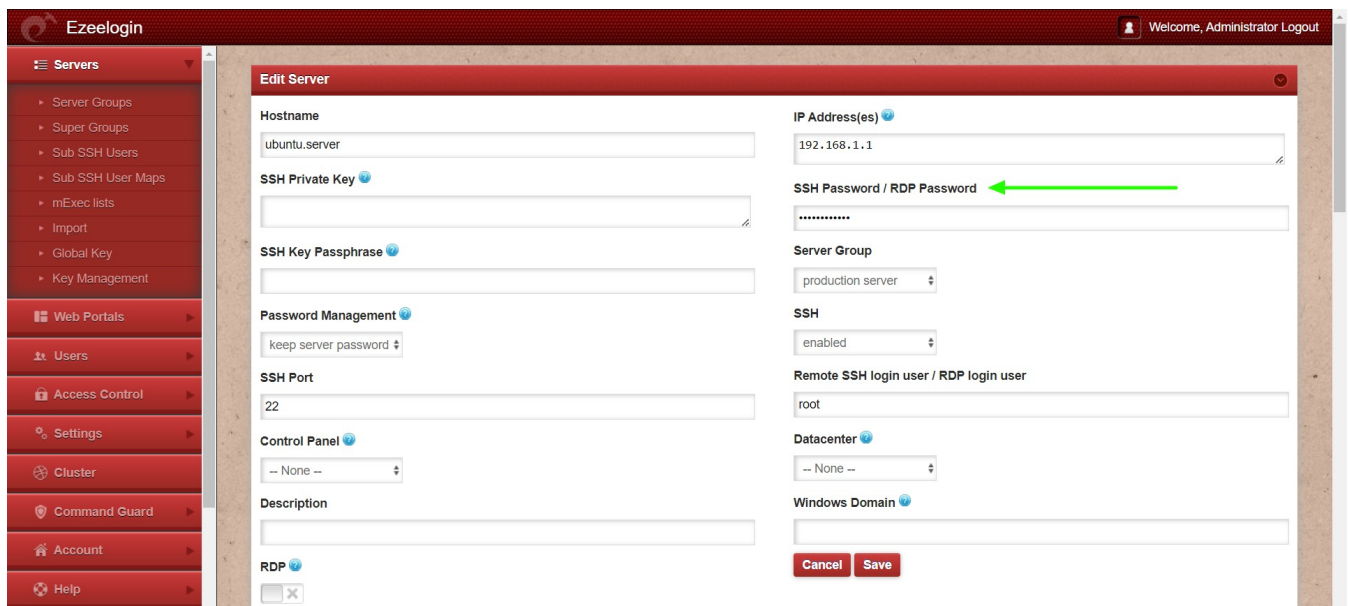 Ezeelogin
Welcome, Administrator Logout
Servers
Server Groups
Super Groups
Sub SSH Users
Sub SSH User Maps
mExec lists
Import
Global Key
Key Management
Web Portals
Users
Access Control
Settings
Cluster
Command Guard
Account
Help
Edit Server
Hostname
ubuntu.server
IP Address(es)
192.168.1.1
SSH Private Key
SSH Password / RDP Password
••••••••••••
SSH Key Passphrase
Server Group
production server
Password Management
keep server password
SSH
enabled
SSH Port
22
Remote SSH login user / RDP login user
root
Control Panel
-- None --
Datacenter
-- None --
Description
Windows Domain
RDP
Cancel
Save